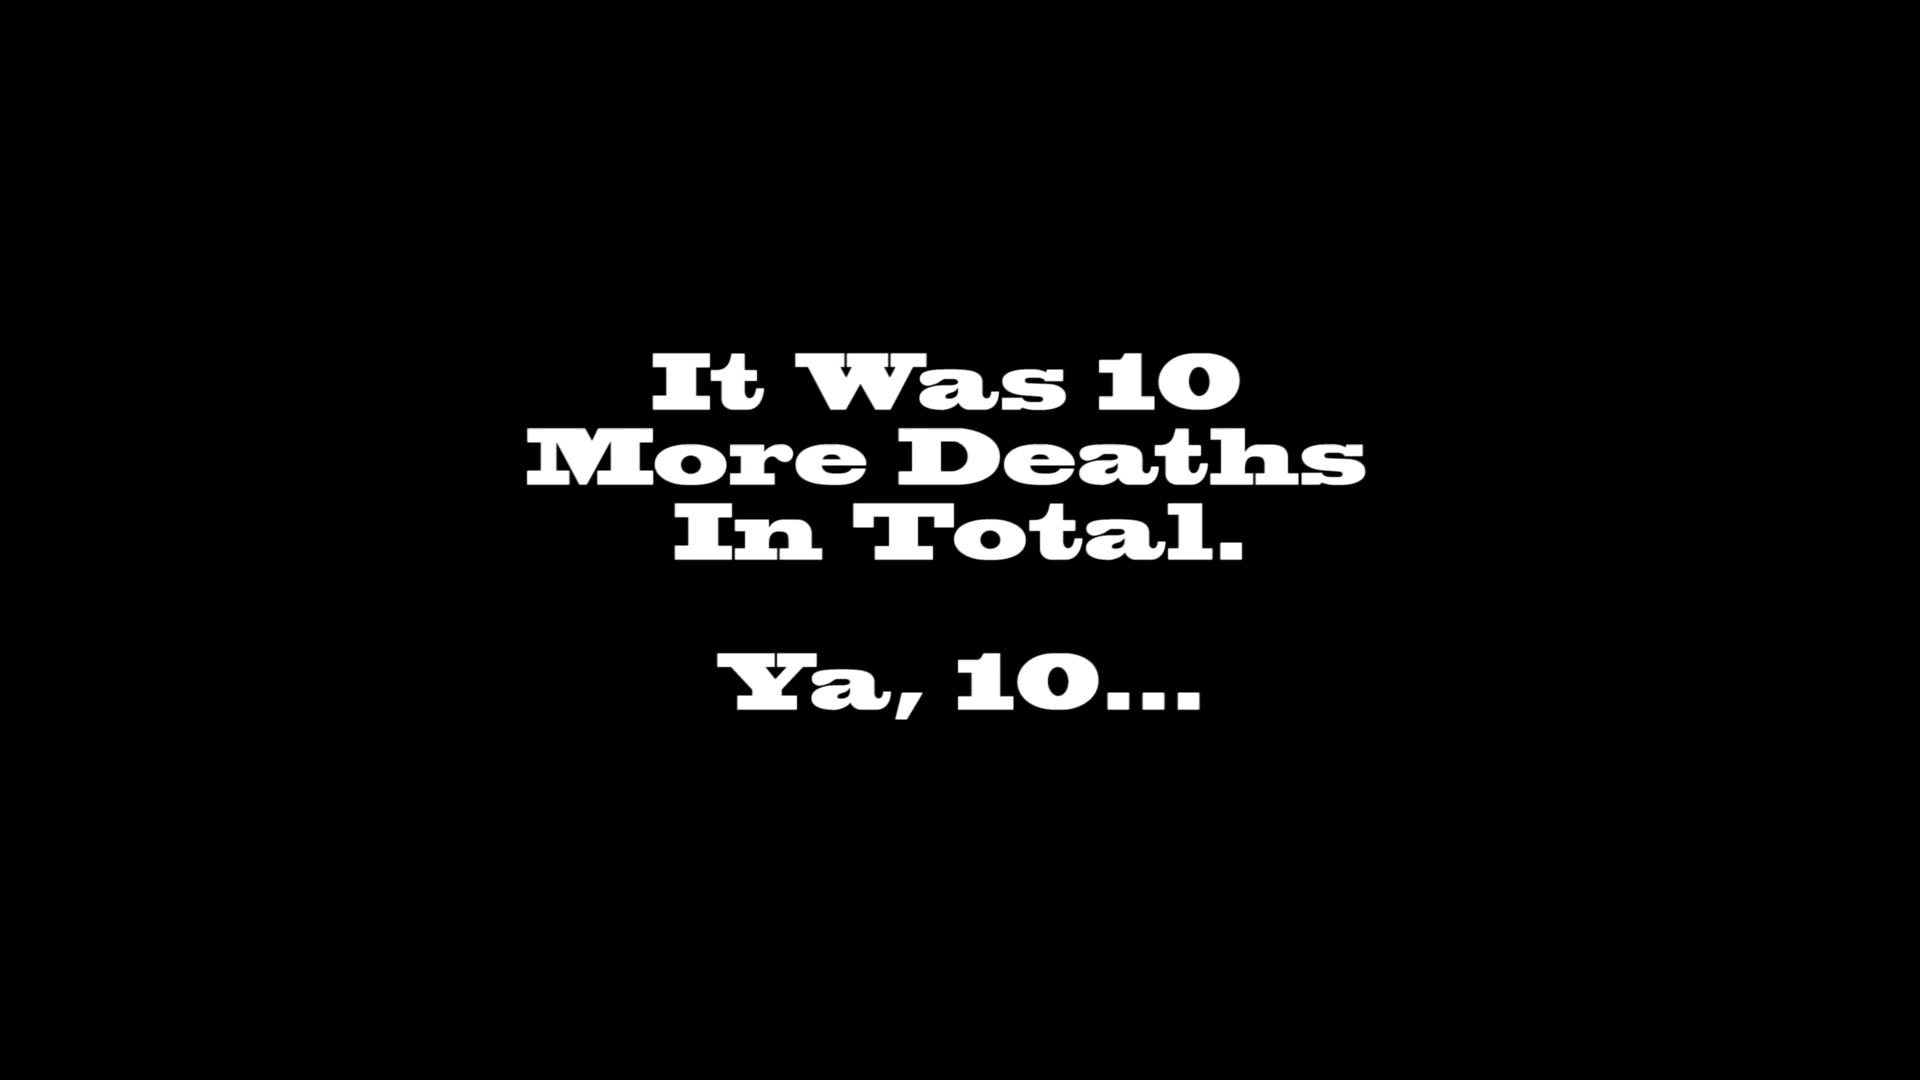 It Was 10
More Deaths
In Total.
Ya, 10...